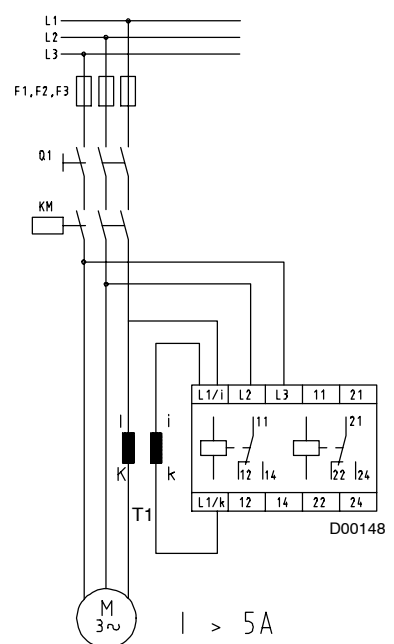 L1
L2
L3
F1,F2,F3
Q1
KM
L1/i L2 L3 11 21
l i
11 21
12 14 22 24
K k
L1/k 12 14 22 24
T1
D00148
M
3~
I > 5A